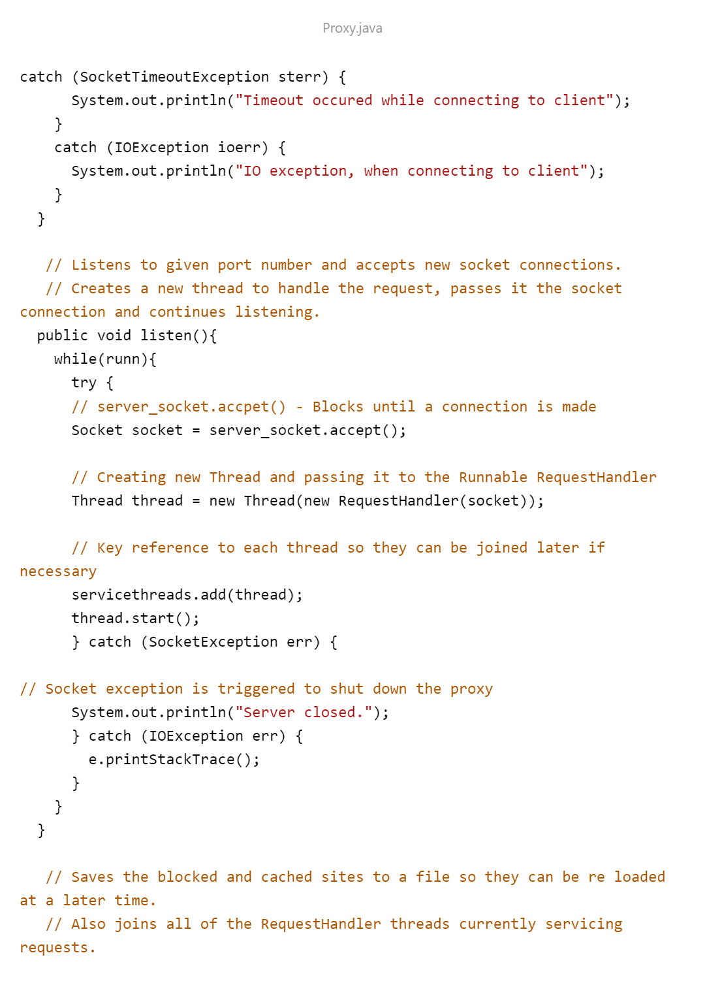 Proxy.java
catch (SocketTimeoutException sterr) {
      System.out.println("Timeout occured while connecting to client");
    }
    catch (IOException ioerr) {
      System.out.println("IO exception, when connecting to client");
    }
  }
   // Listens to given port number and accepts new socket connections.
   // Creates a new thread to handle the request, passes it the socket
connection and continues listening.
  public void listen(){
    while(runn){
      try {
      // server_socket.accpet() - Blocks until a connection is made
      Socket socket = server_socket.accept();
      // Creating new Thread and passing it to the Runnable RequestHandler
      Thread thread = new Thread(new RequestHandler(socket));
      // Key reference to each thread so they can be joined later if
necessary
      servicethreads.add(thread);
      thread.start();
      } catch (SocketException err) {
// Socket exception is triggered to shut down the proxy
      System.out.println("Server closed.");
      } catch (IOException err) {
        e.printStackTrace();
      }
    }
  }
   // Saves the blocked and cached sites to a file so they can be re loaded
at a later time.
   // Also joins all of the RequestHandler threads currently servicing
requests.